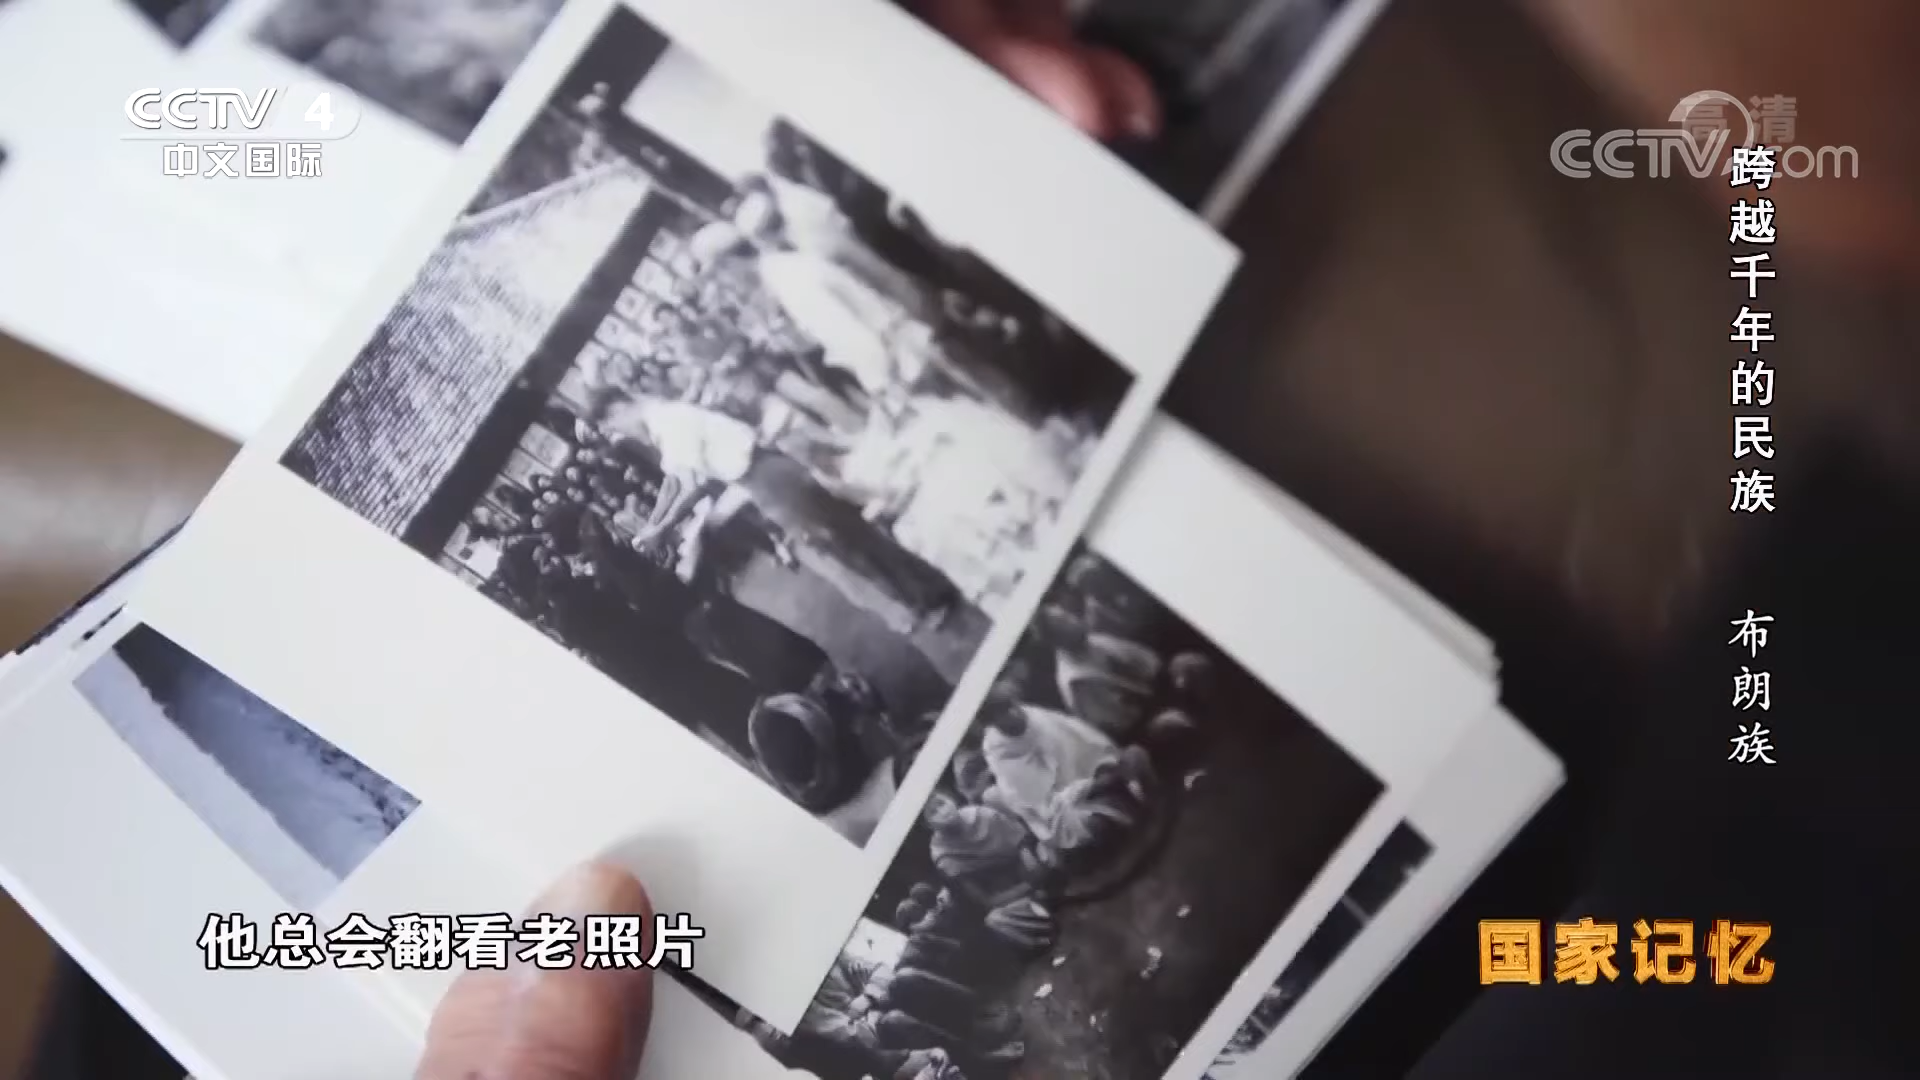 CCTV 4
中文国际
高清
CCTV.com
跨越千年的民族 布朗族
他总会翻看老照片
国家记忆